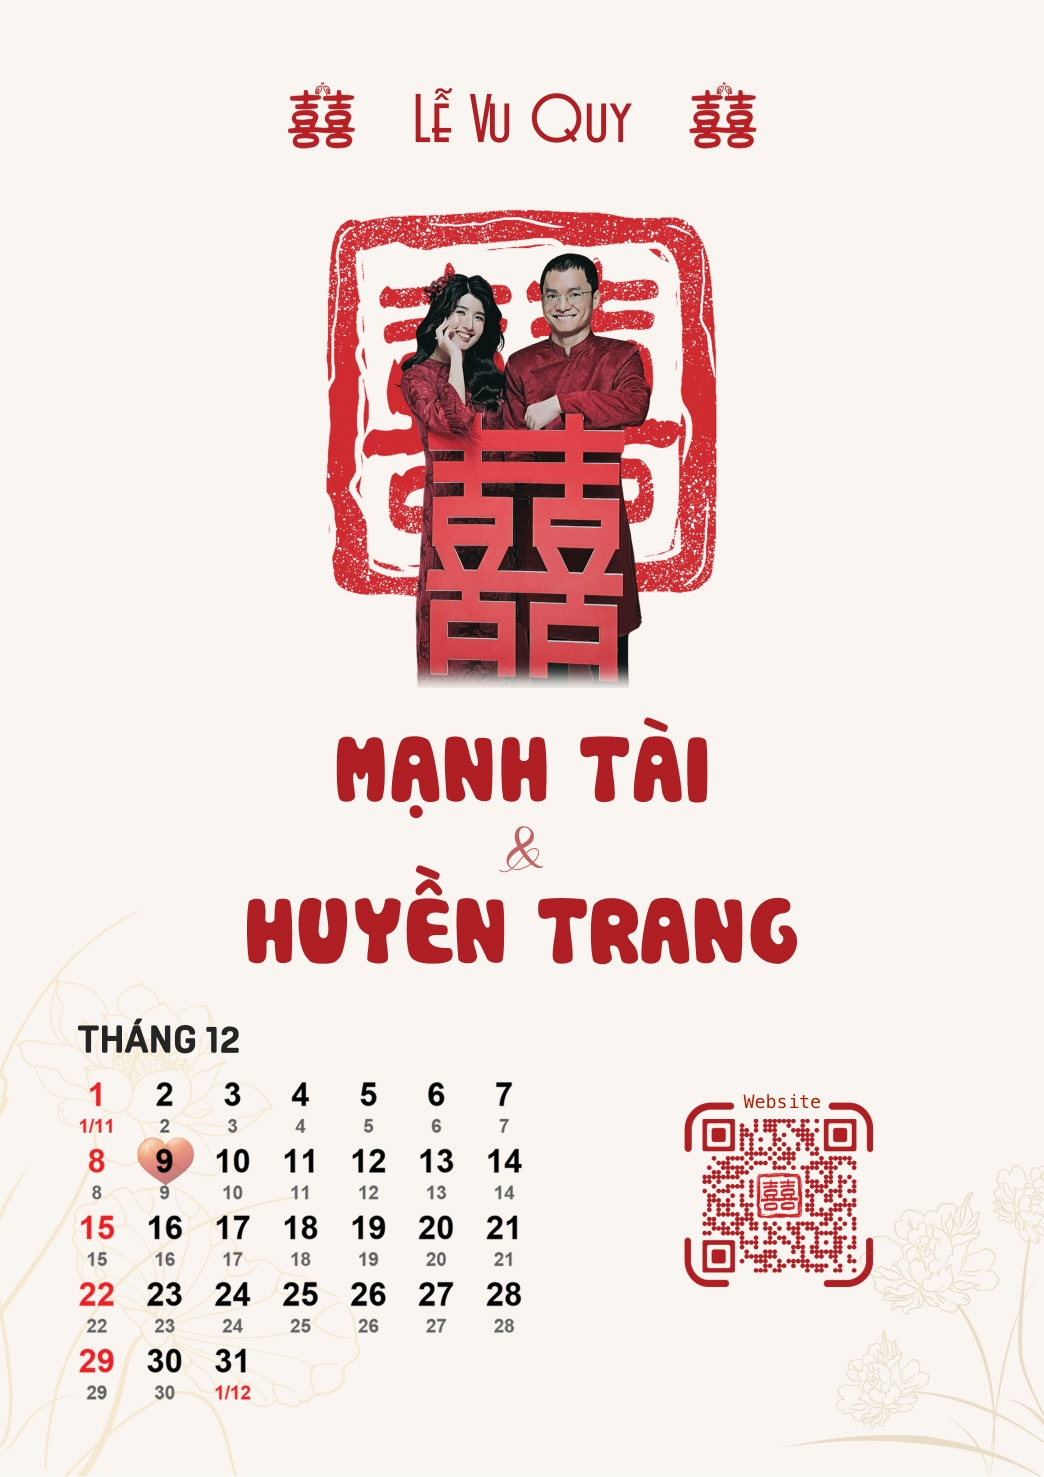 囍 LỄ VU QUY 囍
囍
囍
MẠNH TÀI
&
HUYỀN TRANG
THÁNG 12
1 2 3 4 5 6 7
1/11 2 3 4 5 6 7
8 9 10 11 12 13 14
8 9 10 11 12 13 14
15 16 17 18 19 20 21
15 16 17 18 19 20 21
22 23 24 25 26 27 28
22 23 24 25 26 27 28
29 30 31
29 30 1/12
Website
囍